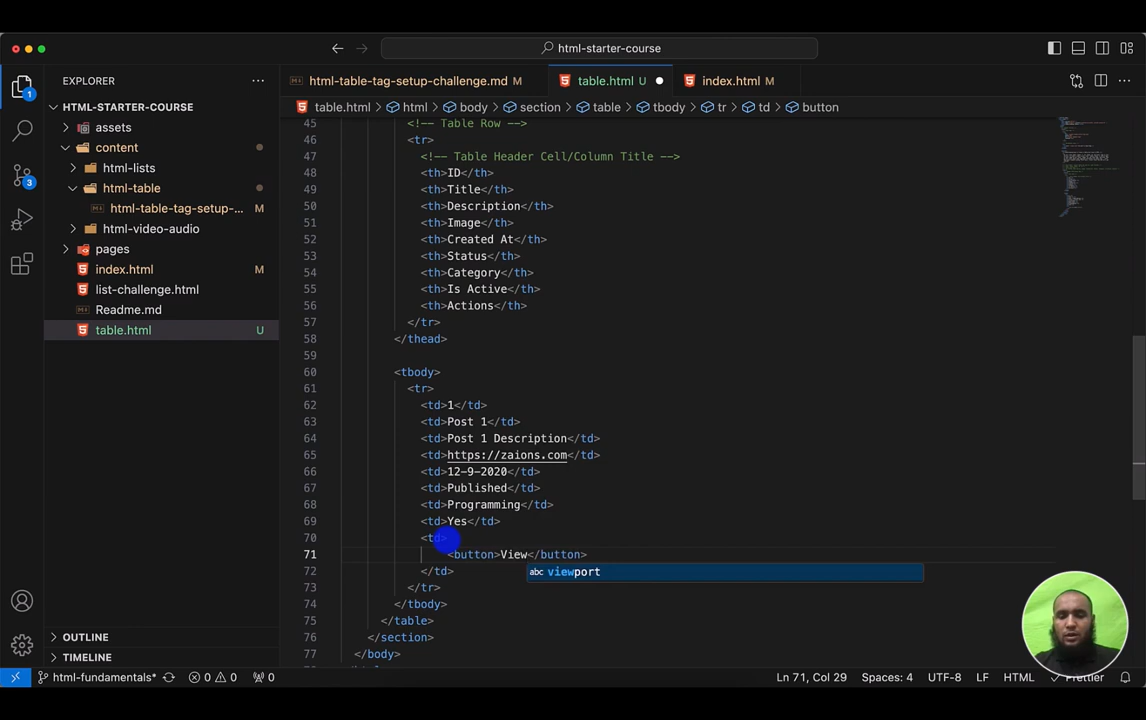 html-starter-course
EXPLORER
html-table-tag-setup-challenge.md M
table.html U
index.html M
HTML-STARTER-COURSE
table.html > html > body > section > table > tbody > tr > td > button
assets
content
html-lists
html-table
html-table-tag-setup-... M
html-video-audio
pages
index.html M
list-challenge.html
Readme.md
table.html U
1
3
45 <!-- Table Row -->
46 <tr>
47 <!-- Table Header Cell/Column Title -->
48 <th>ID</th>
49 <th>Title</th>
50 <th>Description</th>
51 <th>Image</th>
52 <th>Created At</th>
53 <th>Status</th>
54 <th>Category</th>
55 <th>Is Active</th>
56 <th>Actions</th>
57 </tr>
58 </thead>
59
60 <tbody>
61 <tr>
62 <td>1</td>
63 <td>Post 1</td>
64 <td>Post 1 Description</td>
65 <td>https://zaions.com</td>
66 <td>12-9-2020</td>
67 <td>Published</td>
68 <td>Programming</td>
69 <td>Yes</td>
70 <td>
71 <button>View</button>
abc viewport
72 </td>
73 </tr>
74 </tbody>
75 </table>
76 </section>
77 </body>
OUTLINE
TIMELINE
html-fundamentals* 0 0 0 Ln 71, Col 29 Spaces: 4 UTF-8 LF HTML Prettier